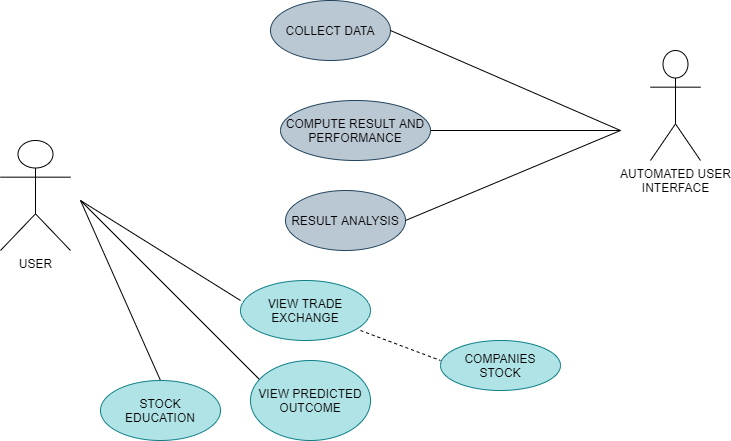 COLLECT DATA
COMPUTE RESULT AND
PERFORMANCE
AUTOMATED USER
INTERFACE
RESULT ANALYSIS
USER
VIEW TRADE
EXCHANGE
COMPANIES
STOCK
VIEW PREDICTED
OUTCOME
STOCK
EDUCATION